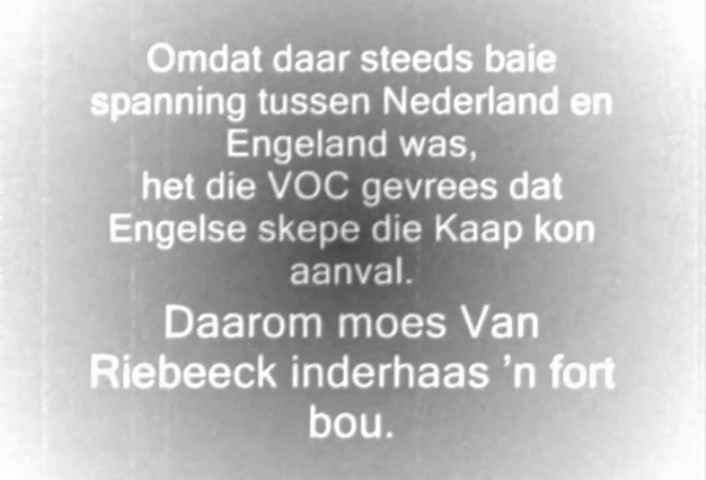 Omdat daar steeds baie
spanning tussen Nederland en
Engeland was,
het die VOC gevrees dat
Engelse skepe die Kaap kon
aanval.
Daarom moes Van
Riebeeck inderhaas ’n fort
bou.